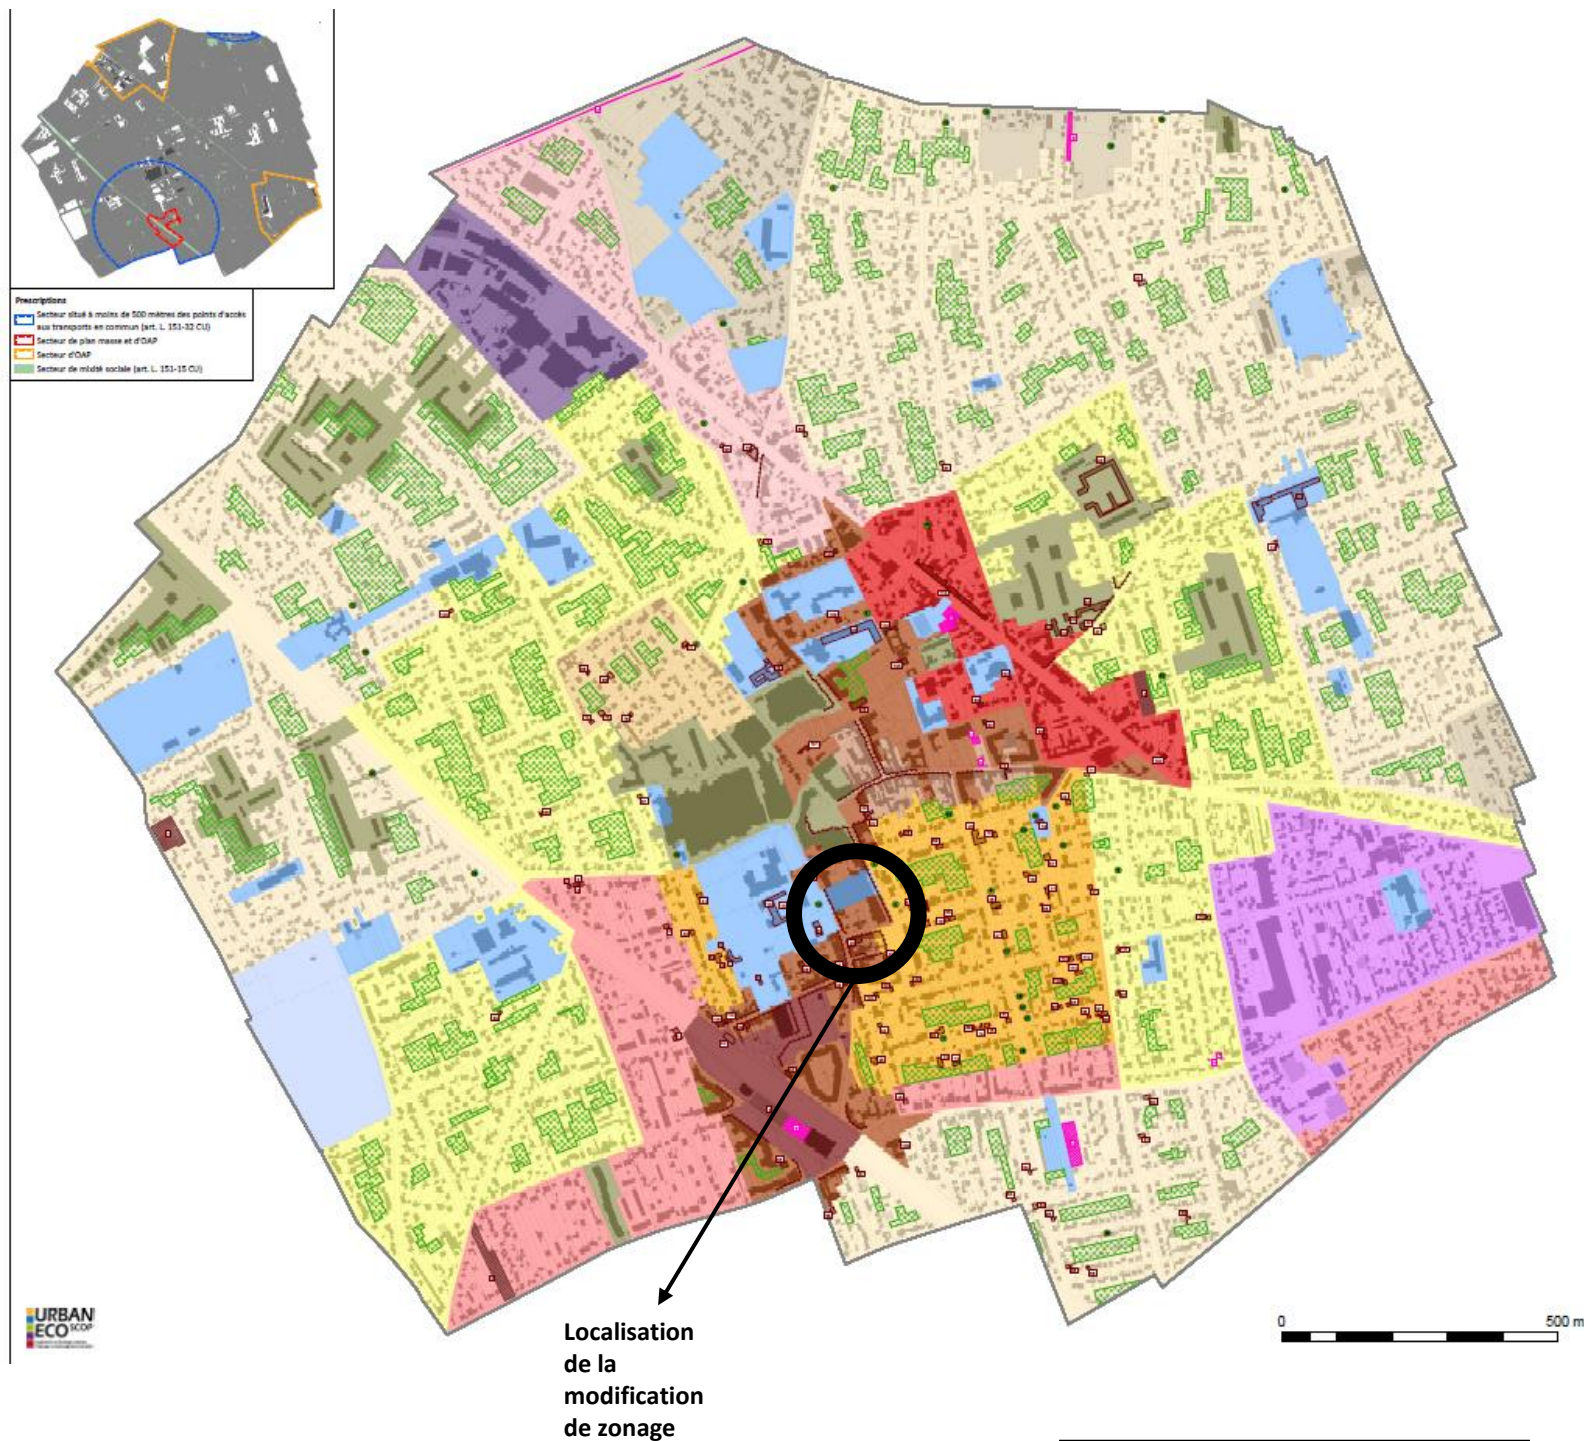 Prescriptions
Secteur situé à moins de 500 mètres des points d'accès
aux transports en commun (art. L. 151-32 CU)
Secteur de plan masse et d'OAP
Secteur d'OAP
Secteur de mixité sociale (art. L. 151-15 CU)
URBAN
ECO SCOP
0 500 m
Localisation
de la
modification
de zonage